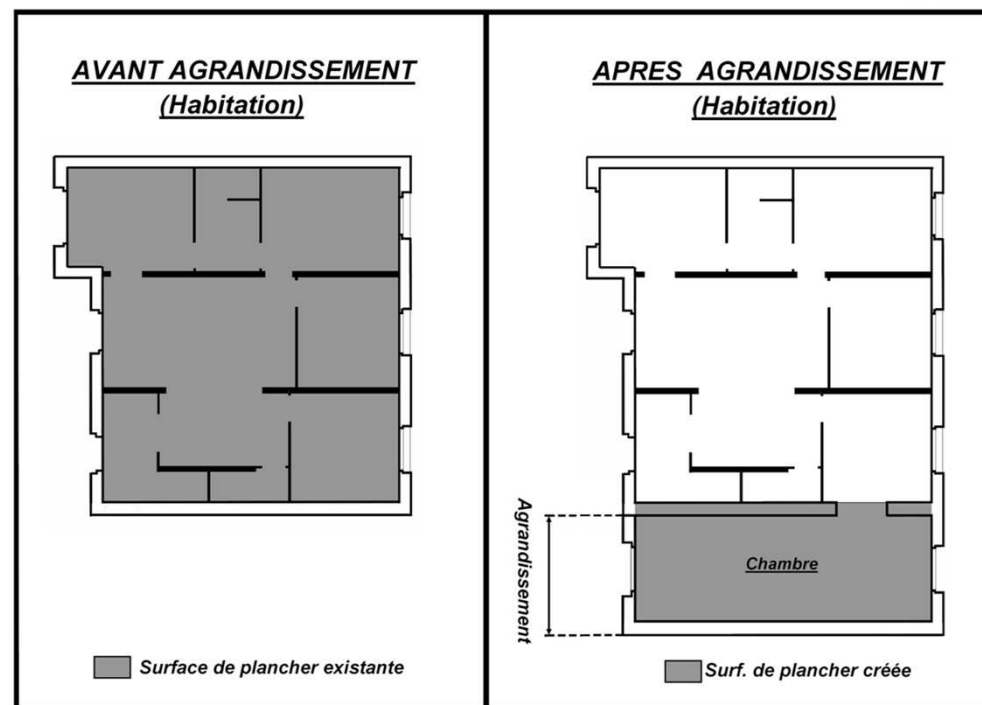 AVANT AGRANDISSEMENT
(Habitation)
Surface de plancher existante
APRES AGRANDISSEMENT
(Habitation)
Agrandissement
Chambre
Surf. de plancher créée